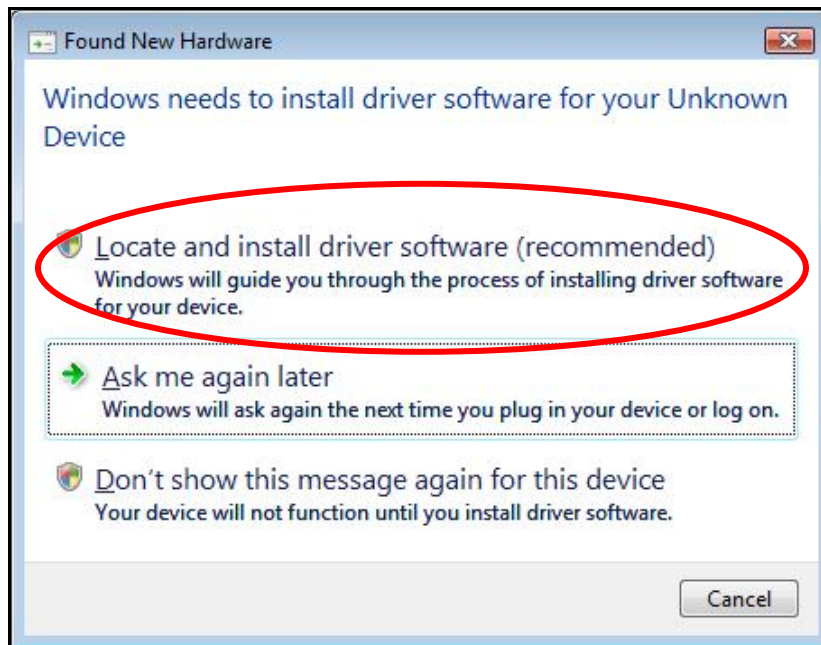 Found New Hardware
Windows needs to install driver software for your Unknown
Device
Locate and install driver software (recommended)
Windows will guide you through the process of installing driver software
for your device.
Ask me again later
Windows will ask again the next time you plug in your device or log on.
Don't show this message again for this device
Your device will not function until you install driver software.
Cancel